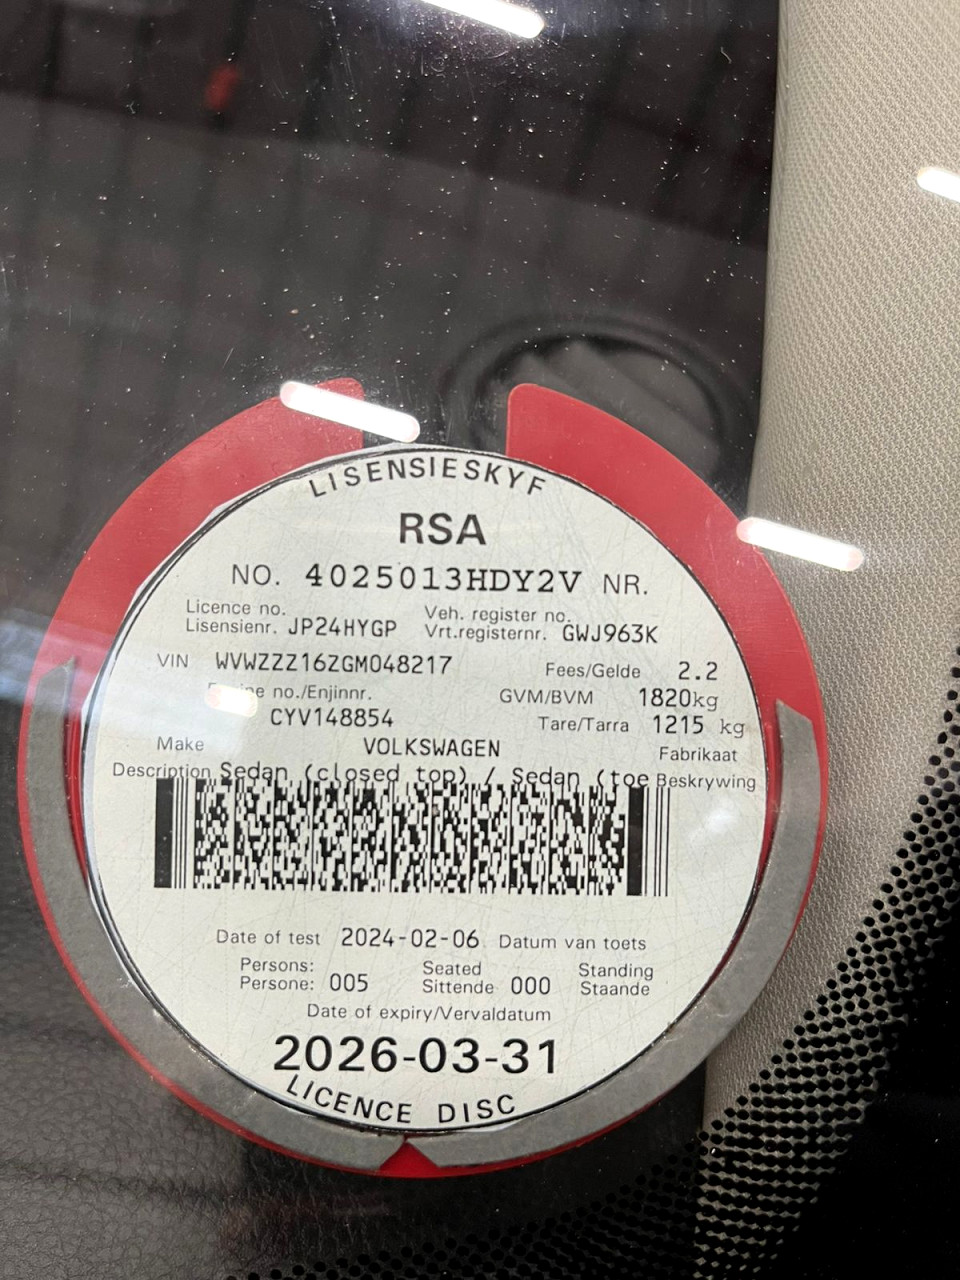 LISENSIESKYF
RSA
NO. 4025013HDY2V NR.
Licence no. Veh. register no.
Lisensienr. JP24HYGP Vrt.registernr. GWJ963K
VIN WVWZZZ16ZGM048217 Fees/Gelde 2.2
no./Enjinnr. GVM/BVM 1820kg
CYV148854 Tare/Tarra 1215 kg
Make VOLKSWAGEN Fabrikaat
Description Sedan (closed top) / Sedan (toe Beskrywing
Date of test 2024-02-06 Datum van toets
Persons: Seated Standing
Persone: 005 Sittende 000 Staande
Date of expiry/Vervaldatum
2026-03-31
LICENCE DISC